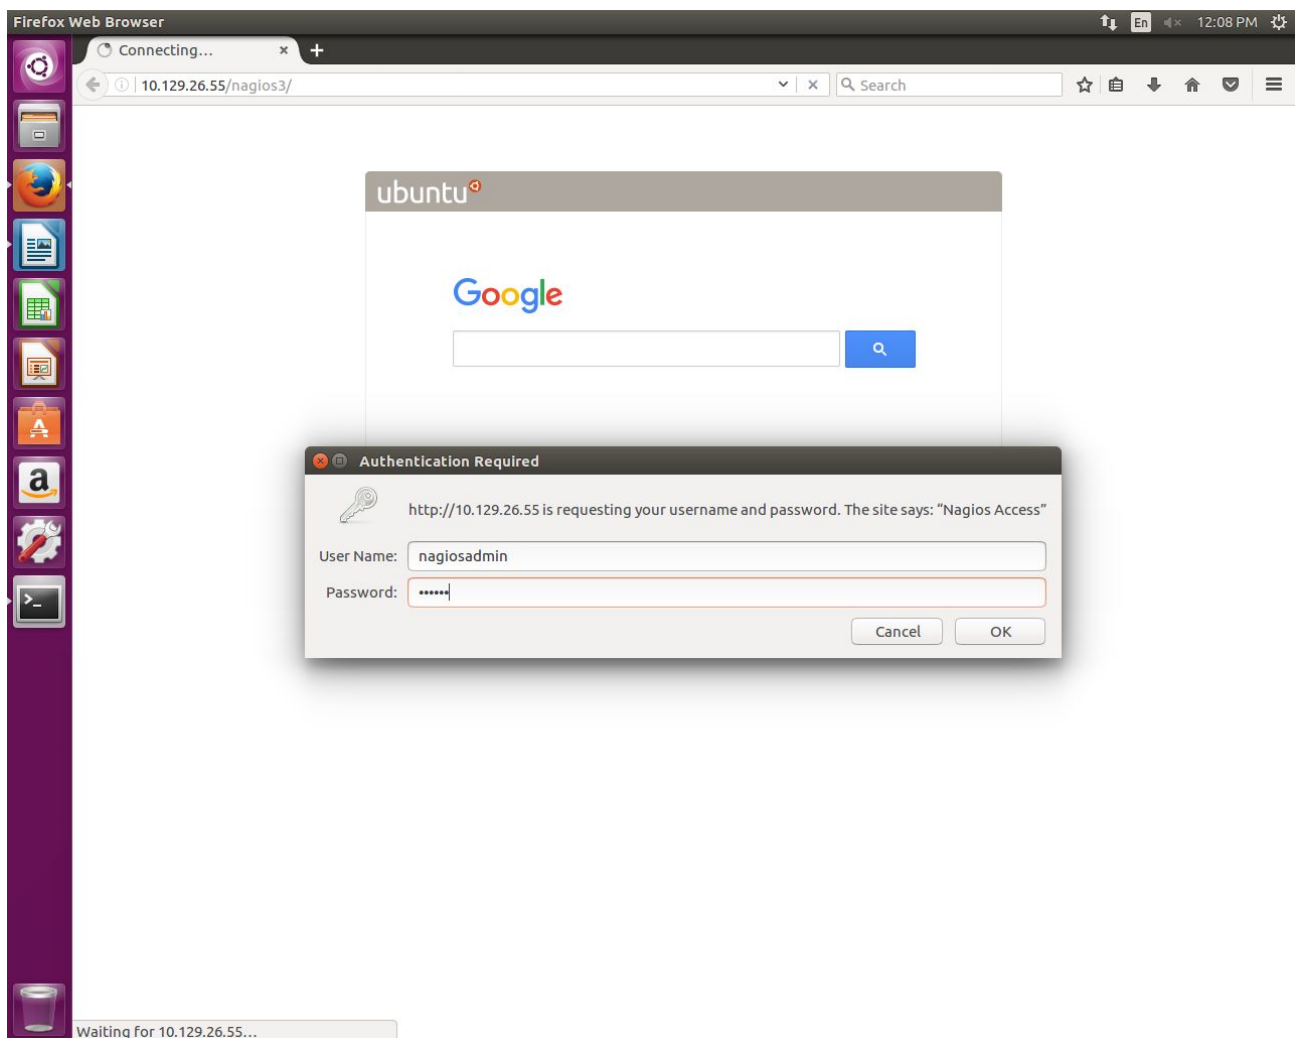 Firefox Web Browser
En
12:08 PM
Connecting...
10.129.26.55/nagios3/
Search
ubuntu
Google
a
Authentication Required
http://10.129.26.55 is requesting your username and password. The site says: “Nagios Access”
User Name: nagiosadmin
Password: ••••••
Cancel OK
Waiting for 10.129.26.55...